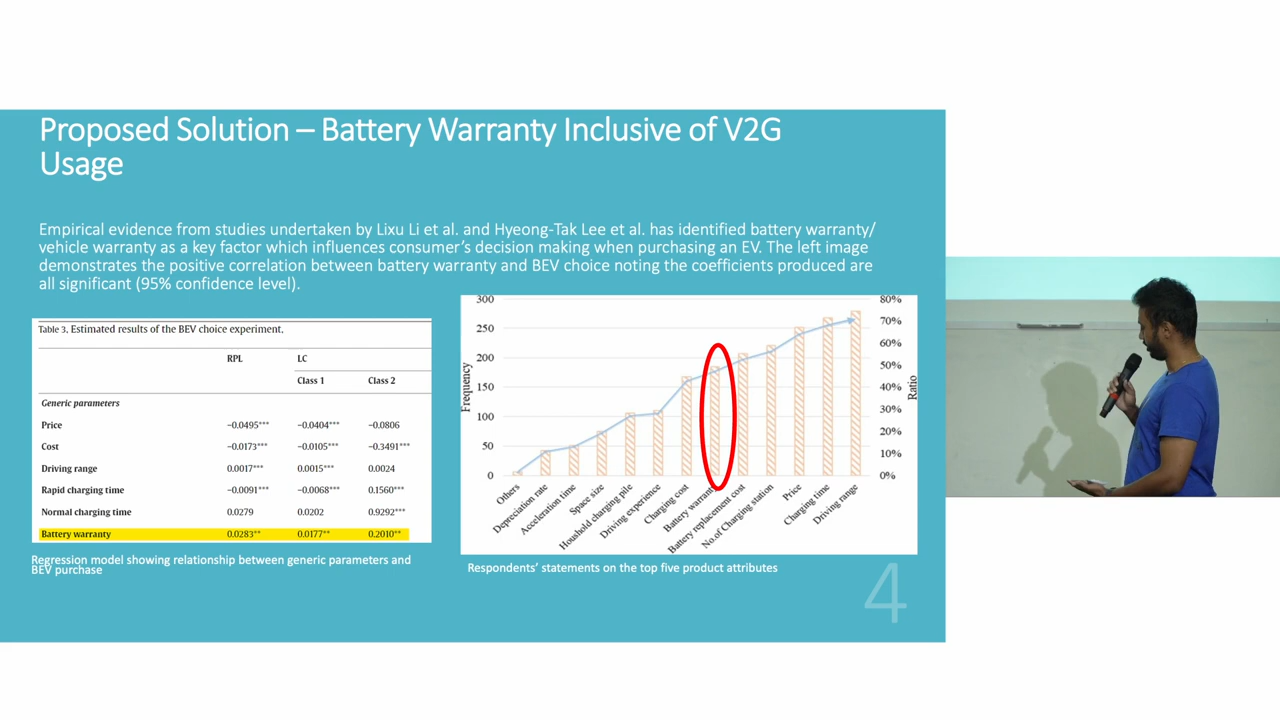 Proposed Solution – Battery Warranty Inclusive of V2G
Usage
Empirical evidence from studies undertaken by Lixu Li et al. and Hyeong-Tak Lee et al. has identified battery warranty/
vehicle warranty as a key factor which influences consumer's decision making when purchasing an EV. The left image
demonstrates the positive correlation between battery warranty and BEV choice noting the coefficients produced are
all significant (95% confidence level).
Table 3. Estimated results of the BEV choice experiment.
RPL LC
Class 1 Class 2
Generic parameters
Price −0.0495*** −0.0404*** −0.0806
Cost −0.0173*** −0.0105*** −0.3491***
Driving range 0.0017*** 0.0015*** 0.0024
Rapid charging time −0.0091*** −0.0068*** 0.1560***
Normal charging time 0.0279 0.0202 0.9292***
Battery warranty 0.0283** 0.0177** 0.2010**
Regression model showing relationship between generic parameters and
BEV purchase
300 80%
70%
250
60%
200
50%
150 40%
30%
100
20%
50
10%
0 0%
Frequency
Ratio
Others
Depreciation rate
Acceleration time
Space size
Houshold charging pile
Driving experience
Charging cost
Battery warranty
Battery replacement cost
No.of Charging station
Price
Charging time
Driving range
Respondents' statements on the top five product attributes
4